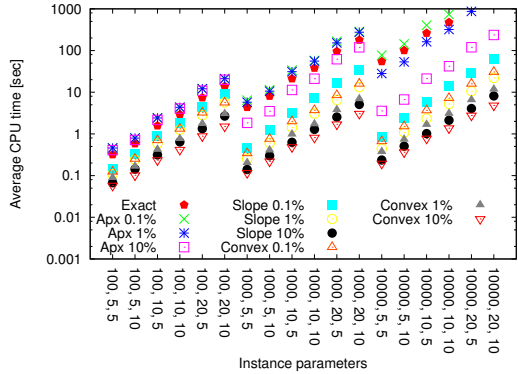 Average CPU time [sec]
1000
100
10
1
0.1
0.01
0.001
Exact
Apx 0.1%
Apx 1%
Apx 10%
Slope 0.1%
Slope 1%
Slope 10%
Convex 0.1%
Convex 1%
Convex 10%
100, 5, 5
100, 5, 10
100, 10, 5
100, 10, 10
100, 20, 5
100, 20, 10
1000, 5, 5
1000, 5, 10
1000, 10, 5
1000, 10, 10
1000, 20, 5
1000, 20, 10
10000, 5, 5
10000, 5, 10
10000, 10, 5
10000, 10, 10
10000, 20, 5
10000, 20, 10
Instance parameters